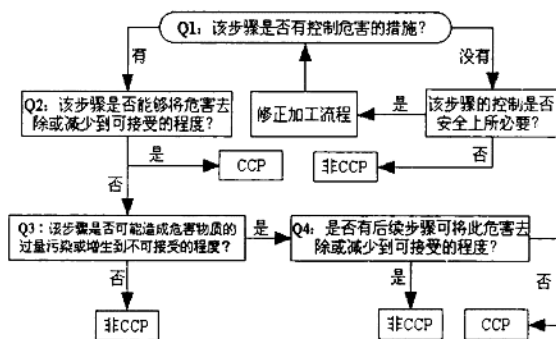 Q1：该步骤是否有控制危害的措施？
有
没有
Q2：该步骤是否能够将危害去
除或减少到可接受的程度？
修正加工流程
是
该步骤的控制是否
安全上所必要？
是
CCP
非CCP
否
否
Q3：该步骤是否可能造成危害物质的
过量污染或增生到不可接受的程度？
是
Q4：是否有后续步骤可将此危害去
除或减少到可接受的程度？
否
是
否
非CCP
非CCP
CCP